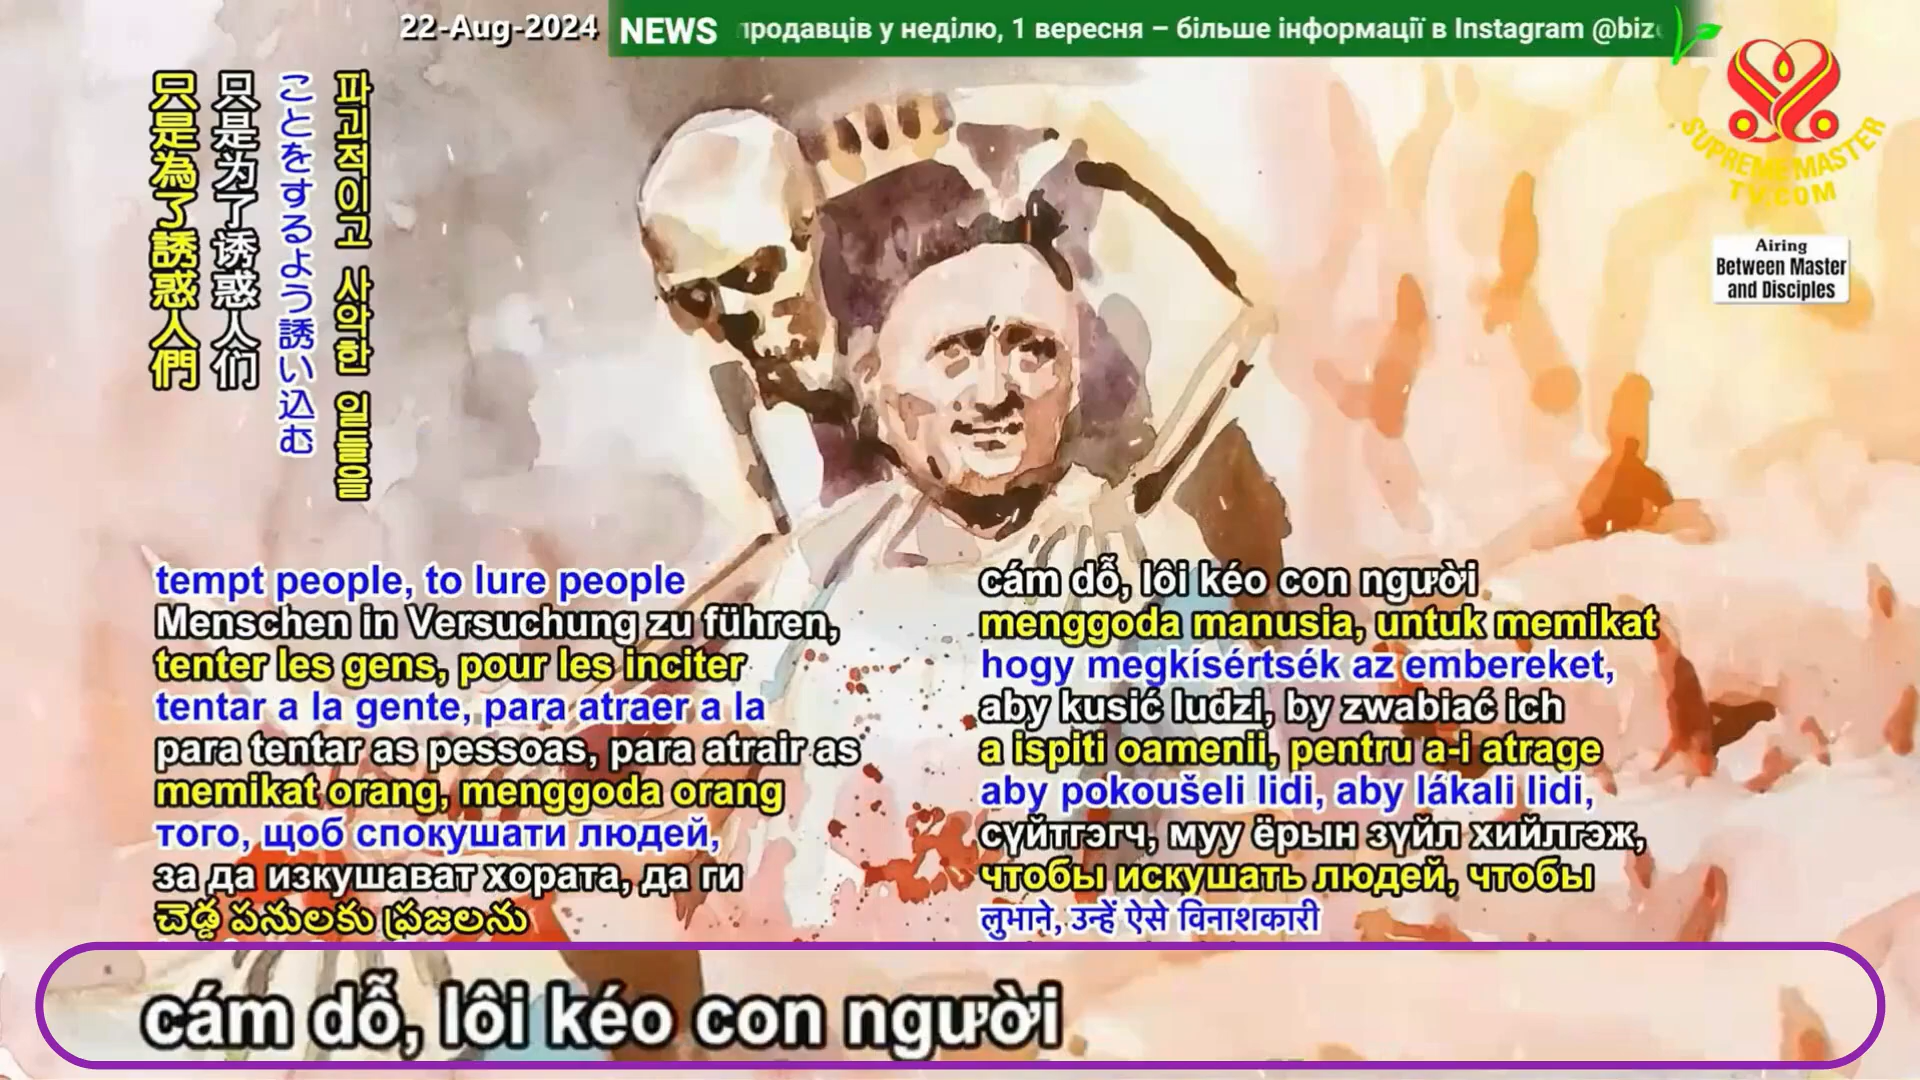 22-Aug-2024
NEWS продавців у неділю, 1 вересня – більше інформації в Instagram @biz
SUPREME MASTER
TV.COM
Airing
Between Master
and Disciples
파괴적이고 사악한 일들을
ことをするよう誘い込む
只是为了诱惑人们
只是為了誘惑人們
tempt people, to lure people
Menschen in Versuchung zu führen,
tenter les gens, pour les inciter
tentar a la gente, para atraer a la
para tentar as pessoas, para atrair as
memikat orang, menggoda orang
того, щоб спокушати людей,
за да изкушават хората, да ги
చెడ్డ పనులకు ప్రజలను
cám dỗ, lôi kéo con người
menggoda manusia, untuk memikat
hogy megkísértsék az embereket,
aby kusić ludzi, by zwabiać ich
a ispiti oamenii, pentru a-i atrage
aby pokoušeli lidi, aby lákali lidi,
сүйтгэгч, муу ёрын зүйл хийлгэж,
чтобы искушать людей, чтобы
लुभाने, उन्हें ऐसे विनाशकारी
cám dỗ, lôi kéo con người